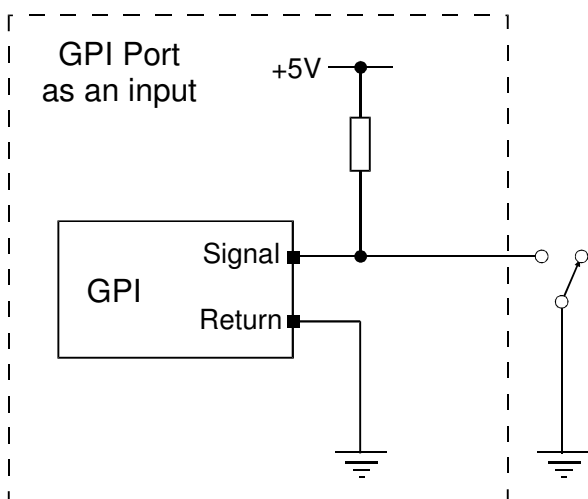 GPI Port
as an input
+5V
Signal
GPI
Return